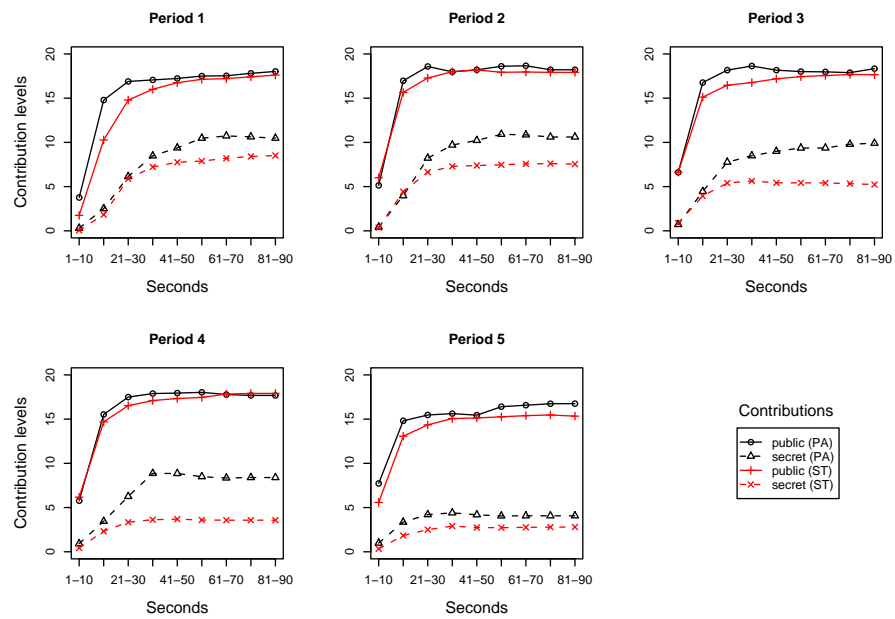 Period 1
Period 2
Period 3
Contribution levels
20
15
10
5
0
20
15
10
5
0
20
15
10
5
0
1–10 21–30 41–50 61–70 81–90
1–10 21–30 41–50 61–70 81–90
1–10 21–30 41–50 61–70 81–90
Seconds
Seconds
Seconds
Period 4
Period 5
Contribution levels
20
15
10
5
0
20
15
10
5
0
1–10 21–30 41–50 61–70 81–90
1–10 21–30 41–50 61–70 81–90
Seconds
Seconds
Contributions
public (PA)
secret (PA)
public (ST)
secret (ST)